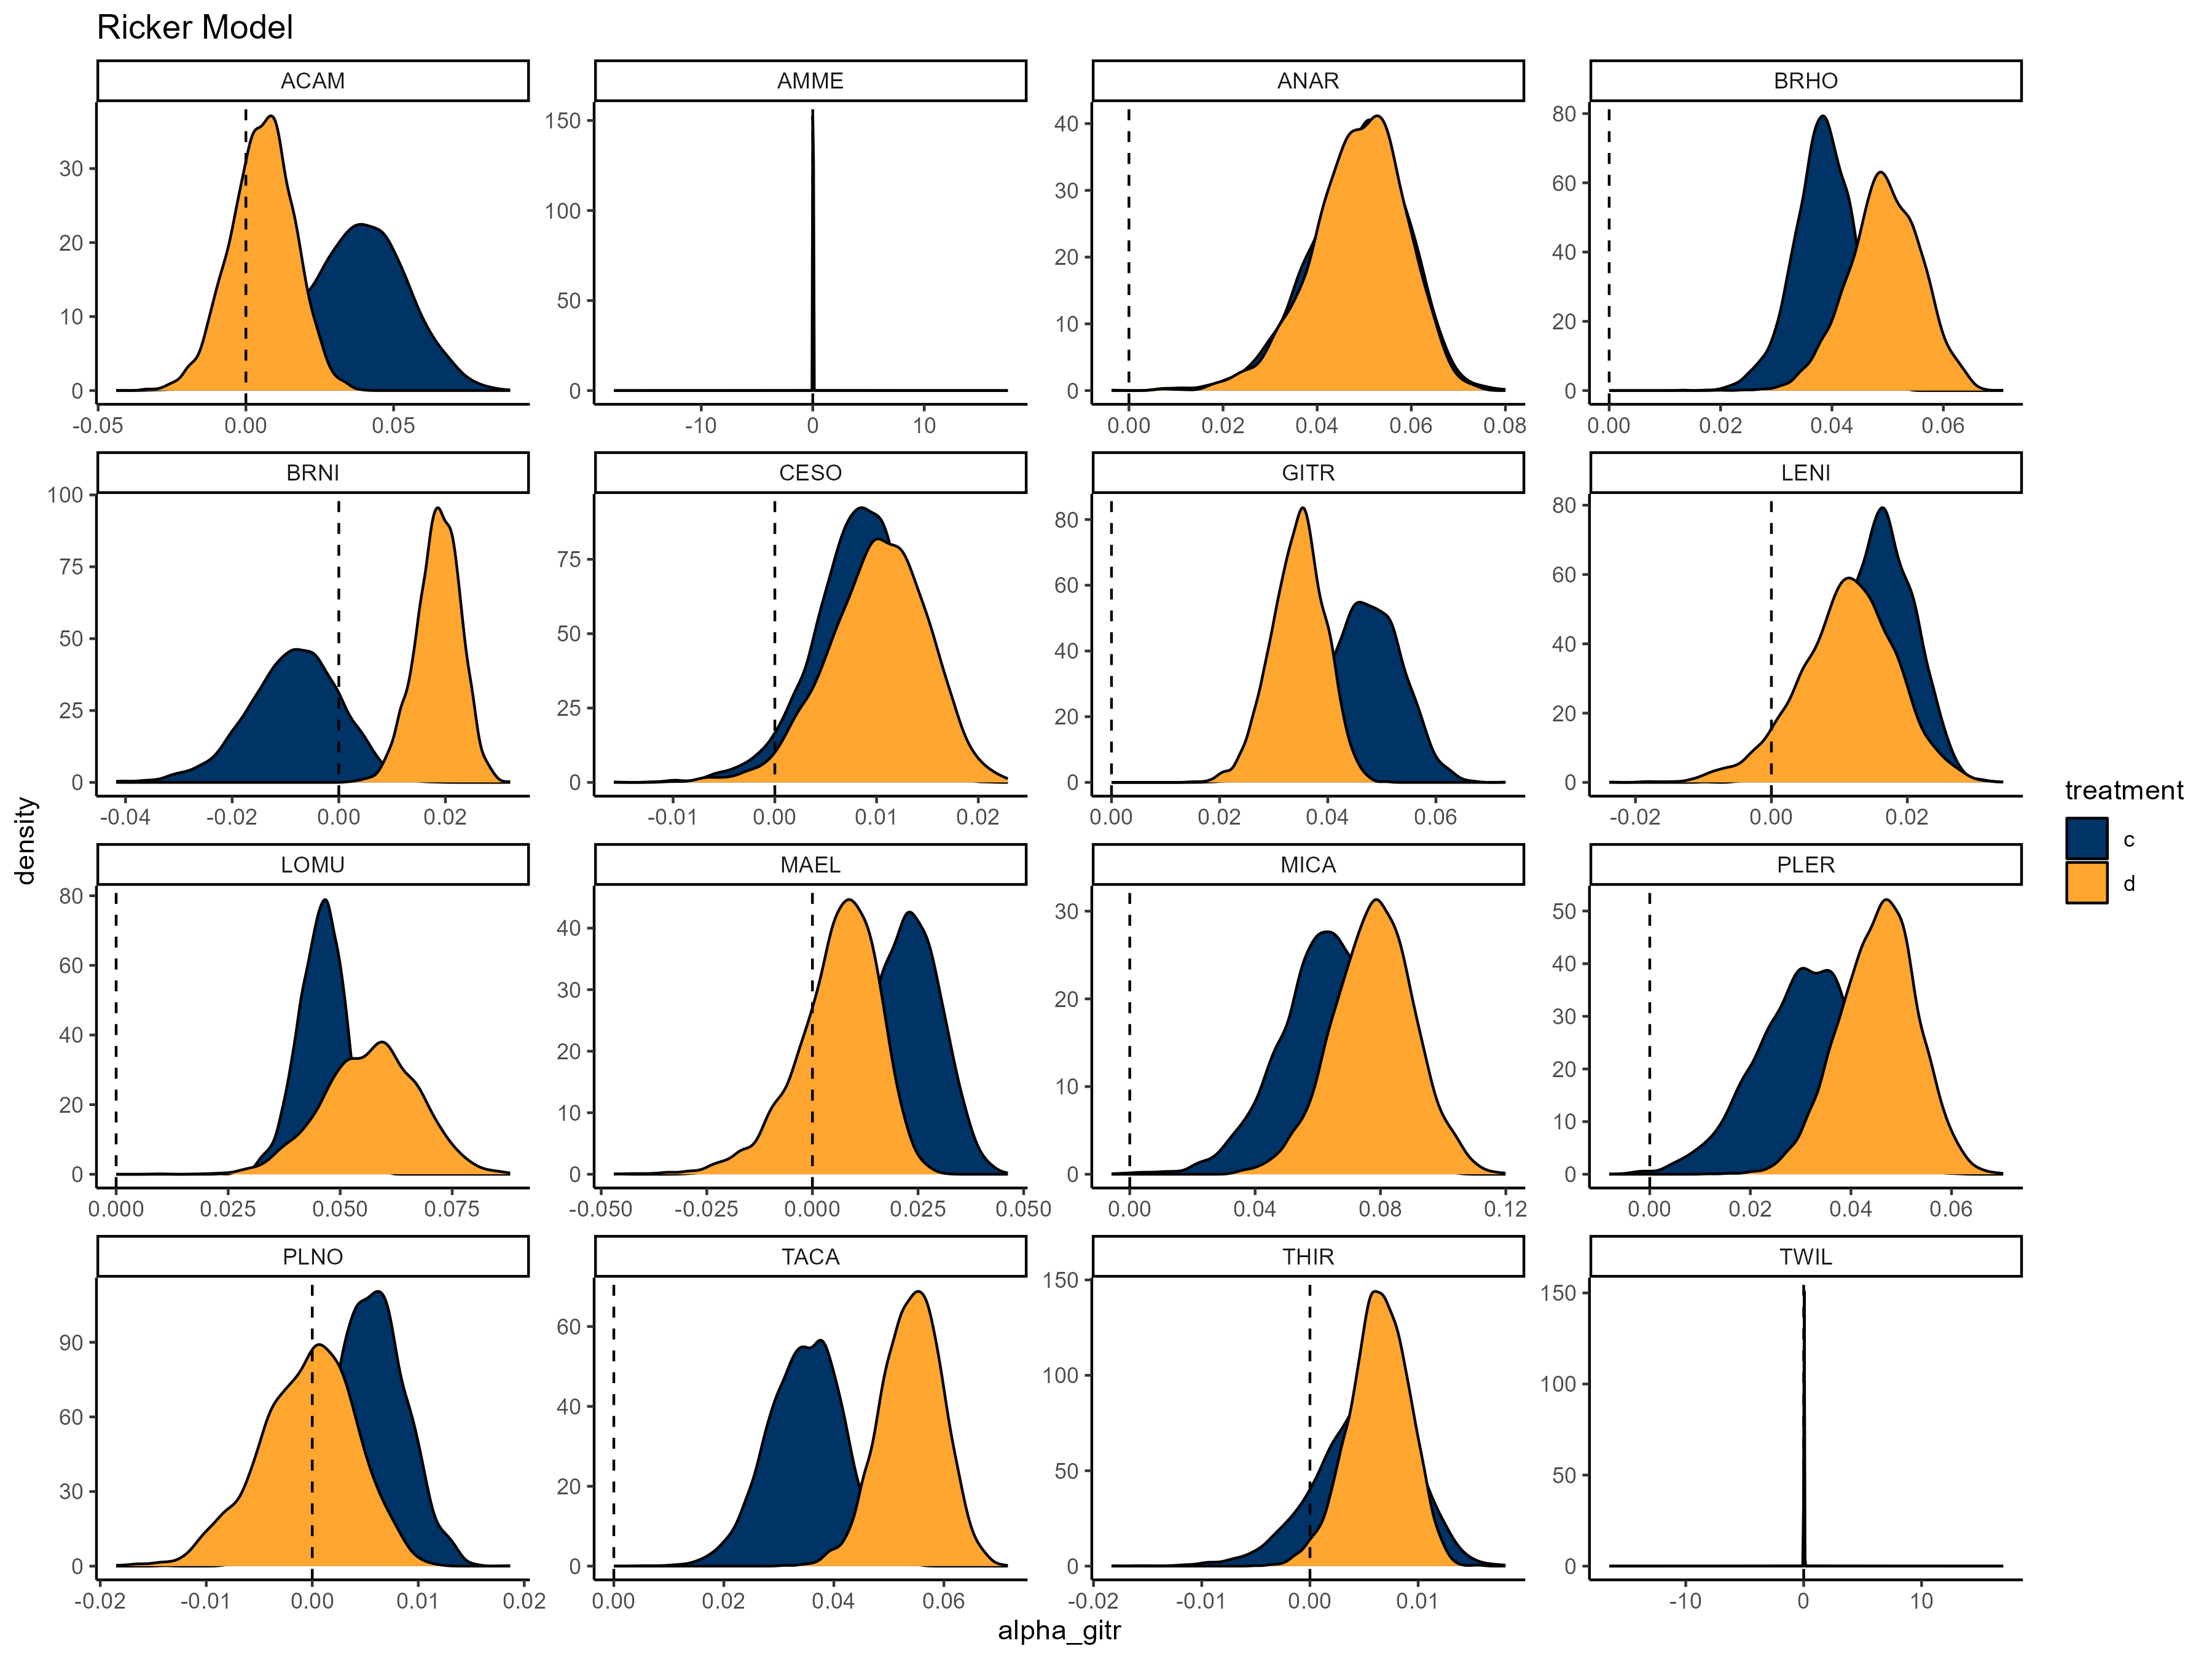 Ricker Model
ACAM AMME ANAR BRHO
30 150 40 80
20 100 30 60
10 50 20 40
0 0 10 20
0 0
-0.05 0.00 0.05 -10 0 10 0.00 0.02 0.04 0.06 0.08 0.00 0.02 0.04 0.06
BRNI CESO GITR LENI
100 75 80 80
75 50 60 60
50 25 40 40
25 0 20 20
0 0 0
-0.04 -0.02 0.00 0.02 -0.01 0.00 0.01 0.02 0.00 0.02 0.04 0.06 -0.02 0.00 0.02
LOMU MAEL MICA PLER
80 40 30 50
60 30 20 40
40 20 10 30
20 10 0 20
0 0 10
0
0.000 0.025 0.050 0.075 -0.050 -0.025 0.000 0.025 0.050 0.00 0.04 0.08 0.12 0.00 0.02 0.04 0.06
PLNO TACA THIR TWIL
90 60 150 150
60 40 100 100
30 20 50 50
0 0 0 0
-0.02 -0.01 0.00 0.01 0.02 0.00 0.02 0.04 0.06 -0.02 -0.01 0.00 0.01 -10 0 10
alpha_gitr
density
treatment
c
d